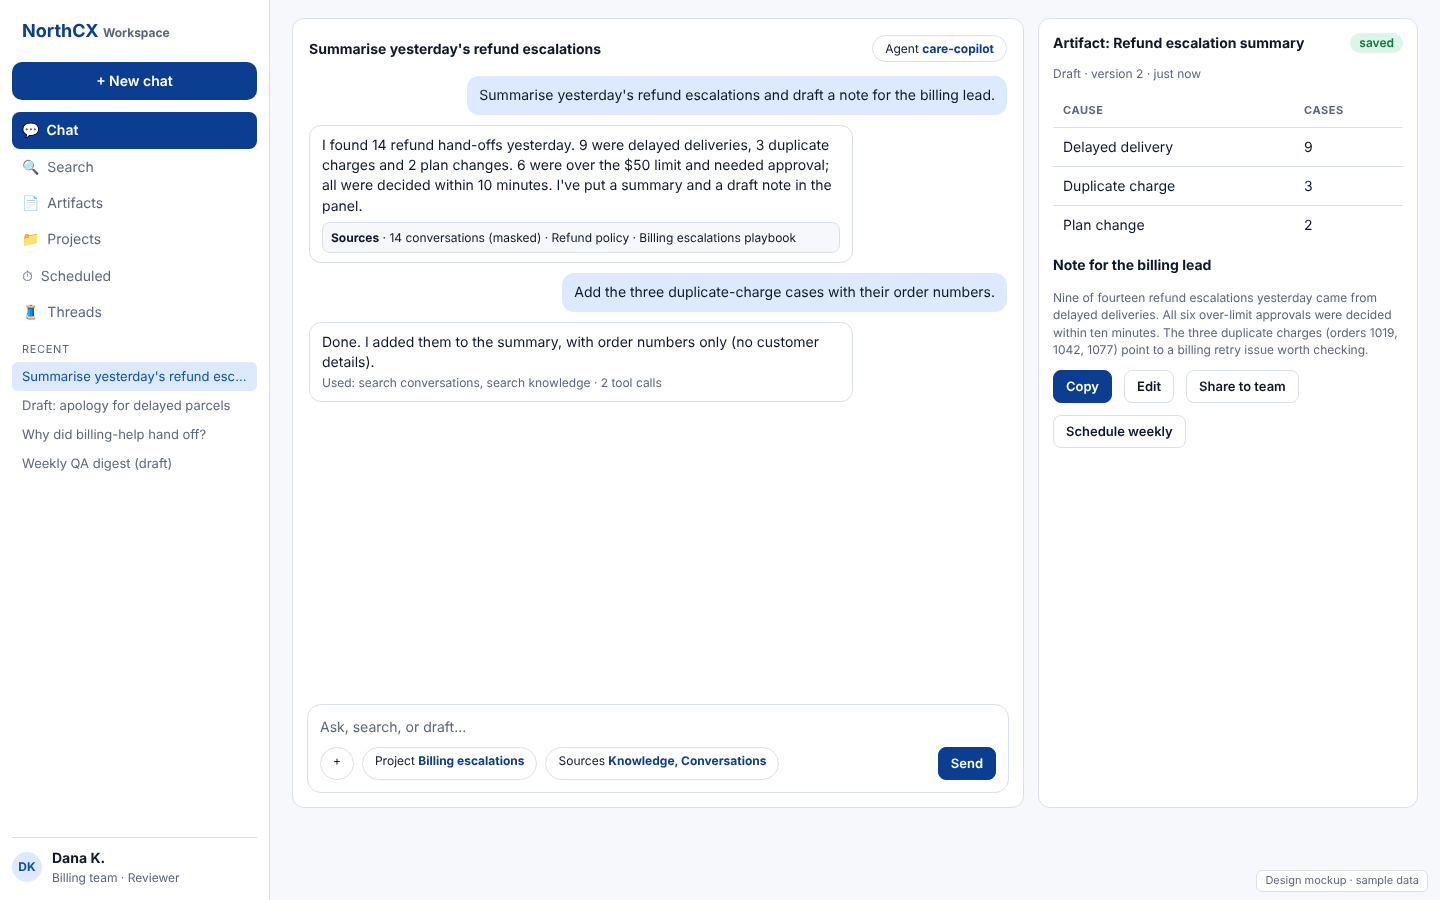 NorthCX Workspace
+ New chat
💬 Chat
🔍 Search
📄 Artifacts
📁 Projects
⏱ Scheduled
🧵 Threads
RECENT
Summarise yesterday's refund esc...
Draft: apology for delayed parcels
Why did billing-help hand off?
Weekly QA digest (draft)
DK
Dana K.
Billing team · Reviewer
Summarise yesterday's refund escalations
Agent care-copilot
Summarise yesterday's refund escalations and draft a note for the billing lead.
I found 14 refund hand-offs yesterday. 9 were delayed deliveries, 3 duplicate
charges and 2 plan changes. 6 were over the $50 limit and needed approval;
all were decided within 10 minutes. I've put a summary and a draft note in the
panel.
Sources · 14 conversations (masked) · Refund policy · Billing escalations playbook
Add the three duplicate-charge cases with their order numbers.
Done. I added them to the summary, with order numbers only (no customer
details).
Used: search conversations, search knowledge · 2 tool calls
Ask, search, or draft...
+
Project Billing escalations
Sources Knowledge, Conversations
Send
Artifact: Refund escalation summary
saved
Draft · version 2 · just now
CAUSE CASES
Delayed delivery 9
Duplicate charge 3
Plan change 2
Note for the billing lead
Nine of fourteen refund escalations yesterday came from
delayed deliveries. All six over-limit approvals were decided
within ten minutes. The three duplicate charges (orders 1019,
1042, 1077) point to a billing retry issue worth checking.
Copy
Edit
Share to team
Schedule weekly
Design mockup · sample data